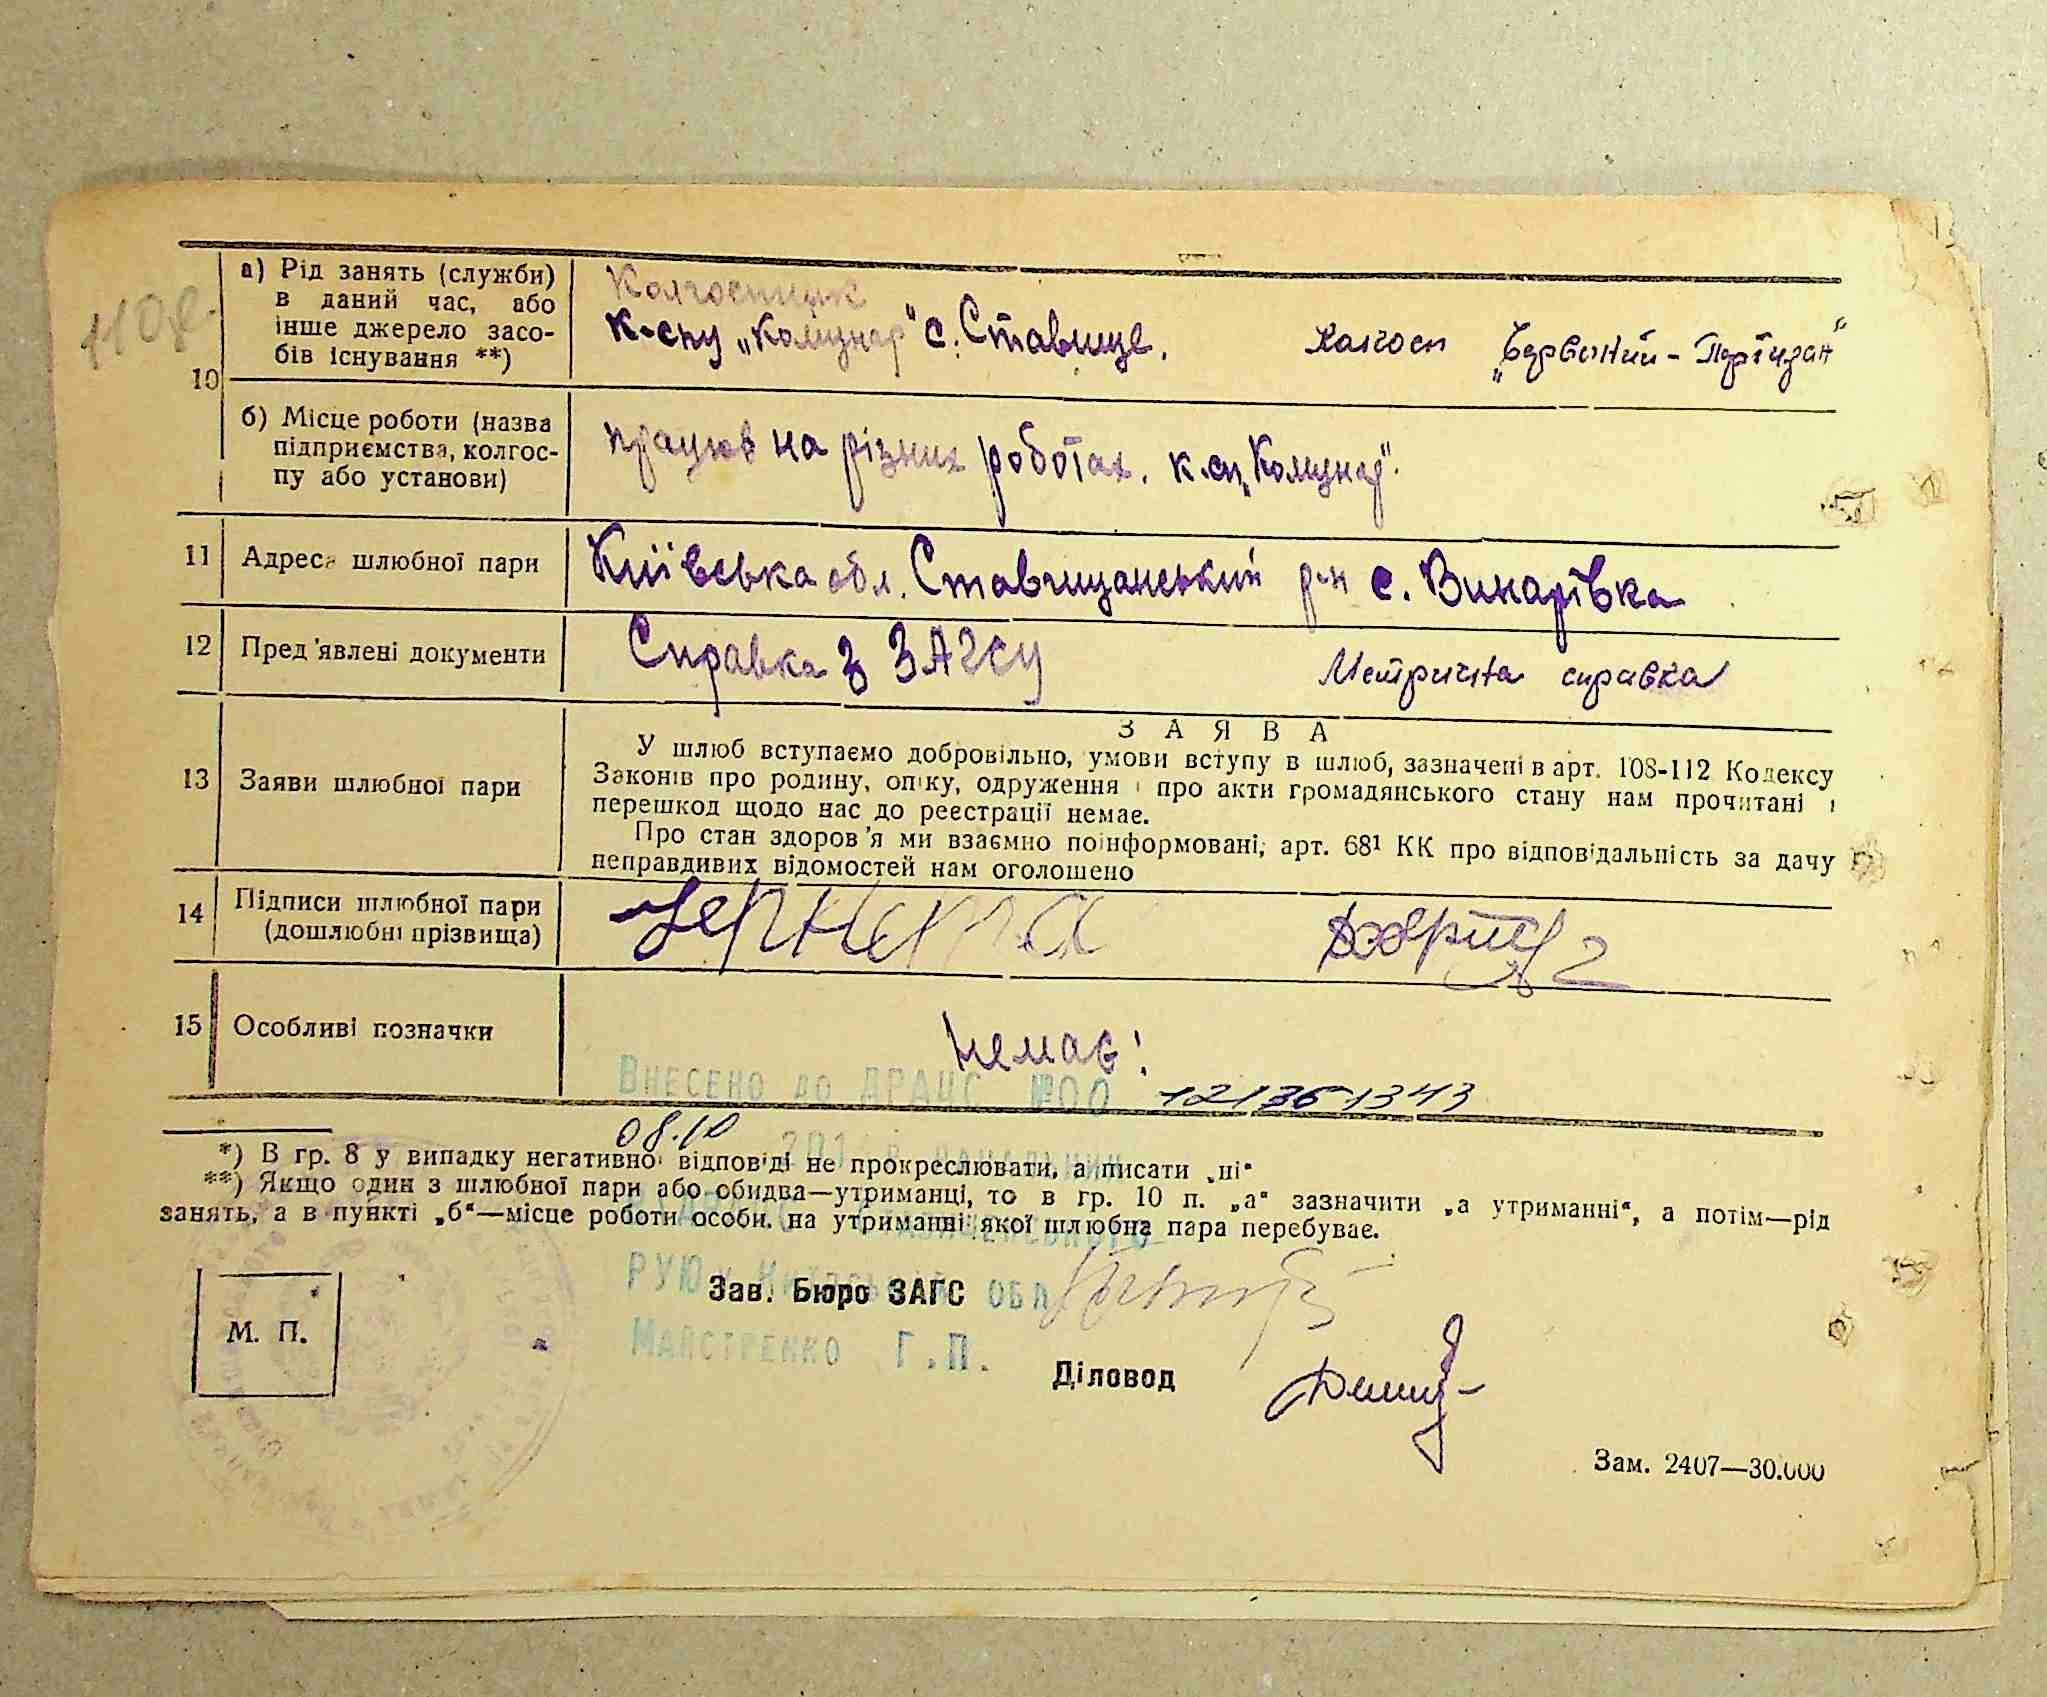 110
10
а) Рід занять (служби)
в даний час, або
інше джерело засо-
бів існування **)
Колгоспник
к-спу „Комунар" с. Ставище.
Колгосп „Червоний - Партизан"
б) Місце роботи (назва
підприємства, колгос-
пу або установи)
працюв на різних роботах. к-сп „Комунар".
11 Адреса шлюбної пари
Київська обл. Ставищанський р-н с. Винарівка
12 Пред'явлені документи
Справка з ЗАГСу
Метрична справка
13 Заяви шлюбної пари
ЗАЯВА
У шлюб вступаємо добровільно, умови вступу в шлюб, зазначені в арт. 108-112 Кодексу
Законів про родину, опіку, одруження і про акти громадянського стану нам прочитані і
перешкод щодо нас до реєстрації немає.
Про стан здоров'я ми взаємно поінформовані; арт. 68¹ КК про відповідальність за дачу
неправдивих відомостей нам оголошено
14 Підписи шлюбної пари
(дошлюбні прізвища)
15 Особливі позначки
немає!
Внесено до ДРАЦС №00 121361343
08.10
*) В гр. 8 у випадку негативної відповіді не прокреслювати, а писати „ні"
**) Якщо один з шлюбної пари або обидва—утриманці, то в гр. 10 п. „а" зазначити „а утриманні", а потім—рід
занять, а в пункті „б"—місце роботи особи, на утриманні якої шлюбна пара перебуває.
РУЮ у Київській обл
Зав. Бюро ЗАГС
Майстренко Г.П.
М. П.
Діловод
Зам. 2407—30.000